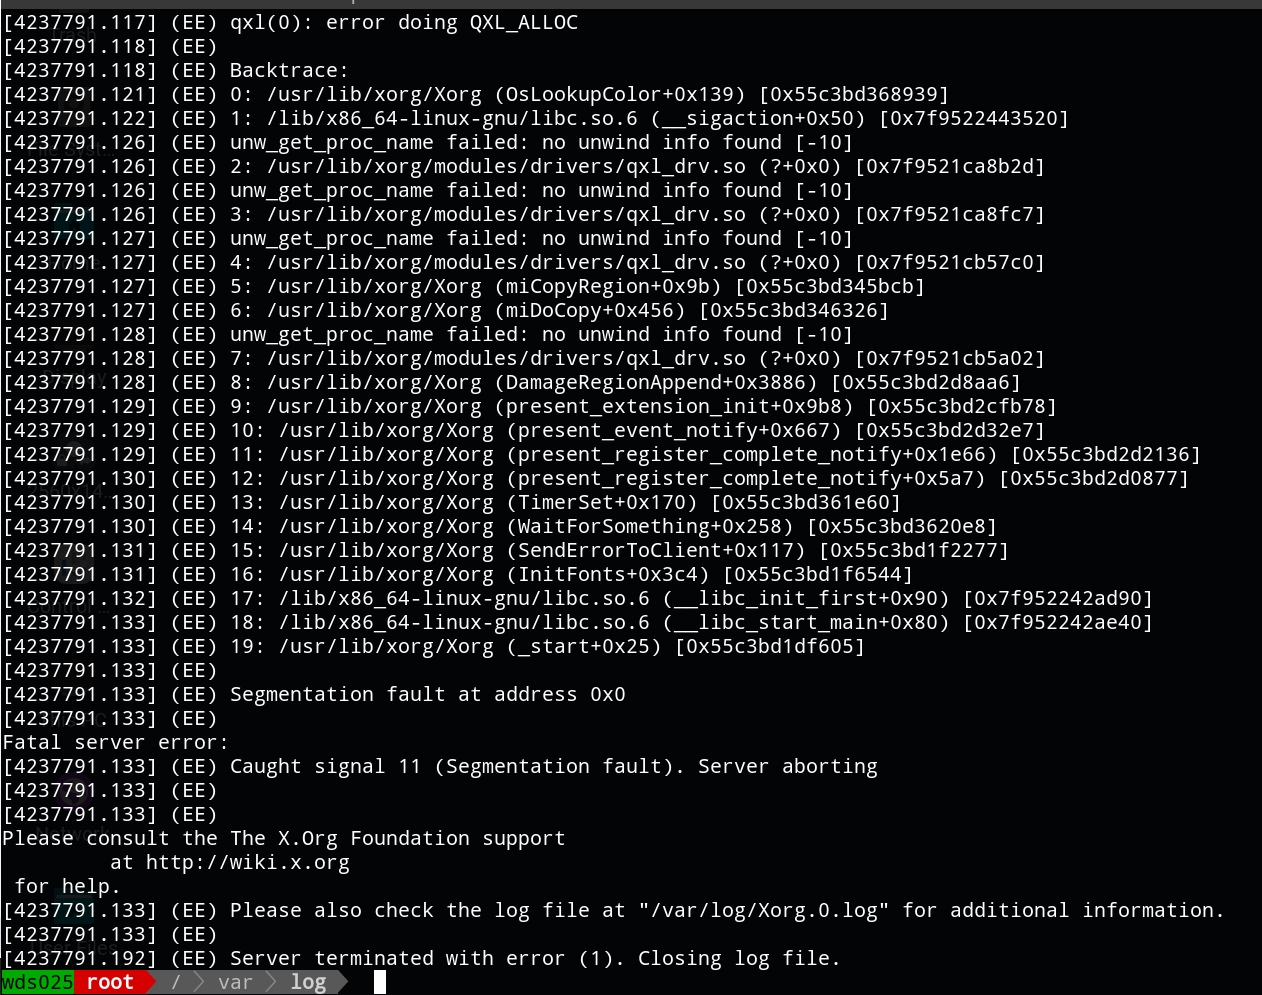 [4237791.117] (EE) qxl(0): error doing QXL_ALLOC
[4237791.118] (EE)
[4237791.118] (EE) Backtrace:
[4237791.121] (EE) 0: /usr/lib/xorg/Xorg (OsLookupColor+0x139) [0x55c3bd368939]
[4237791.122] (EE) 1: /lib/x86_64-linux-gnu/libc.so.6 (__sigaction+0x50) [0x7f9522443520]
[4237791.126] (EE) unw_get_proc_name failed: no unwind info found [-10]
[4237791.126] (EE) 2: /usr/lib/xorg/modules/drivers/qxl_drv.so (?+0x0) [0x7f9521ca8b2d]
[4237791.126] (EE) unw_get_proc_name failed: no unwind info found [-10]
[4237791.126] (EE) 3: /usr/lib/xorg/modules/drivers/qxl_drv.so (?+0x0) [0x7f9521ca8fc7]
[4237791.127] (EE) unw_get_proc_name failed: no unwind info found [-10]
[4237791.127] (EE) 4: /usr/lib/xorg/modules/drivers/qxl_drv.so (?+0x0) [0x7f9521cb57c0]
[4237791.127] (EE) 5: /usr/lib/xorg/Xorg (miCopyRegion+0x9b) [0x55c3bd345bcb]
[4237791.127] (EE) 6: /usr/lib/xorg/Xorg (miDoCopy+0x456) [0x55c3bd346326]
[4237791.128] (EE) unw_get_proc_name failed: no unwind info found [-10]
[4237791.128] (EE) 7: /usr/lib/xorg/modules/drivers/qxl_drv.so (?+0x0) [0x7f9521cb5a02]
[4237791.128] (EE) 8: /usr/lib/xorg/Xorg (DamageRegionAppend+0x3886) [0x55c3bd2d8aa6]
[4237791.129] (EE) 9: /usr/lib/xorg/Xorg (present_extension_init+0x9b8) [0x55c3bd2cfb78]
[4237791.129] (EE) 10: /usr/lib/xorg/Xorg (present_event_notify+0x667) [0x55c3bd2d32e7]
[4237791.129] (EE) 11: /usr/lib/xorg/Xorg (present_register_complete_notify+0x1e66) [0x55c3bd2d2136]
[4237791.130] (EE) 12: /usr/lib/xorg/Xorg (present_register_complete_notify+0x5a7) [0x55c3bd2d0877]
[4237791.130] (EE) 13: /usr/lib/xorg/Xorg (TimerSet+0x170) [0x55c3bd361e60]
[4237791.130] (EE) 14: /usr/lib/xorg/Xorg (WaitForSomething+0x258) [0x55c3bd3620e8]
[4237791.131] (EE) 15: /usr/lib/xorg/Xorg (SendErrorToClient+0x117) [0x55c3bd1f2277]
[4237791.131] (EE) 16: /usr/lib/xorg/Xorg (InitFonts+0x3c4) [0x55c3bd1f6544]
[4237791.132] (EE) 17: /lib/x86_64-linux-gnu/libc.so.6 (__libc_init_first+0x90) [0x7f952242ad90]
[4237791.133] (EE) 18: /lib/x86_64-linux-gnu/libc.so.6 (__libc_start_main+0x80) [0x7f952242ae40]
[4237791.133] (EE) 19: /usr/lib/xorg/Xorg (_start+0x25) [0x55c3bd1df605]
[4237791.133] (EE)
[4237791.133] (EE) Segmentation fault at address 0x0
[4237791.133] (EE)
Fatal server error:
[4237791.133] (EE) Caught signal 11 (Segmentation fault). Server aborting
[4237791.133] (EE)
[4237791.133] (EE)
Please consult the The X.Org Foundation support
at http://wiki.x.org
for help.
[4237791.133] (EE) Please also check the log file at "/var/log/Xorg.0.log" for additional information.
[4237791.133] (EE)
[4237791.192] (EE) Server terminated with error (1). Closing log file.
wds025 root / var log